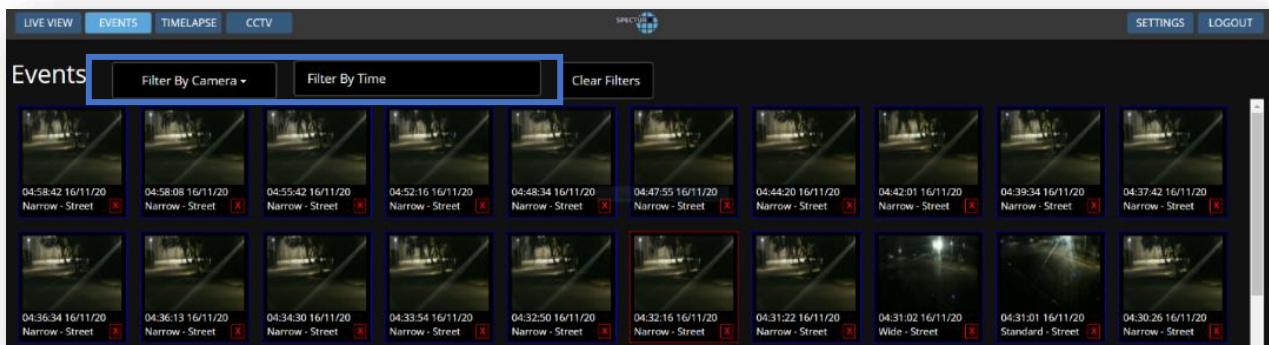 LIVE VIEW EVENTS TIMELAPSE CCTV SPECTUR SETTINGS LOGOUT
Events Filter By Camera Filter By Time Clear Filters
04:58:42 16/11/20 04:58:08 16/11/20 04:55:42 16/11/20 04:52:16 16/11/20 04:48:34 16/11/20 04:47:55 16/11/20 04:44:20 16/11/20 04:42:01 16/11/20 04:39:34 16/11/20 04:37:42 16/11/20
Narrow - Street X Narrow - Street X Narrow - Street X Narrow - Street X Narrow - Street X Narrow - Street X Narrow - Street X Narrow - Street X Narrow - Street X Narrow - Street X
04:36:34 16/11/20 04:36:13 16/11/20 04:34:30 16/11/20 04:33:54 16/11/20 04:32:50 16/11/20 04:32:16 16/11/20 04:31:22 16/11/20 04:31:02 16/11/20 04:31:01 16/11/20 04:30:26 16/11/20
Narrow - Street X Narrow - Street X Narrow - Street X Narrow - Street X Narrow - Street X Narrow - Street X Narrow - Street X Wide - Street X Standard - Street X Narrow - Street X